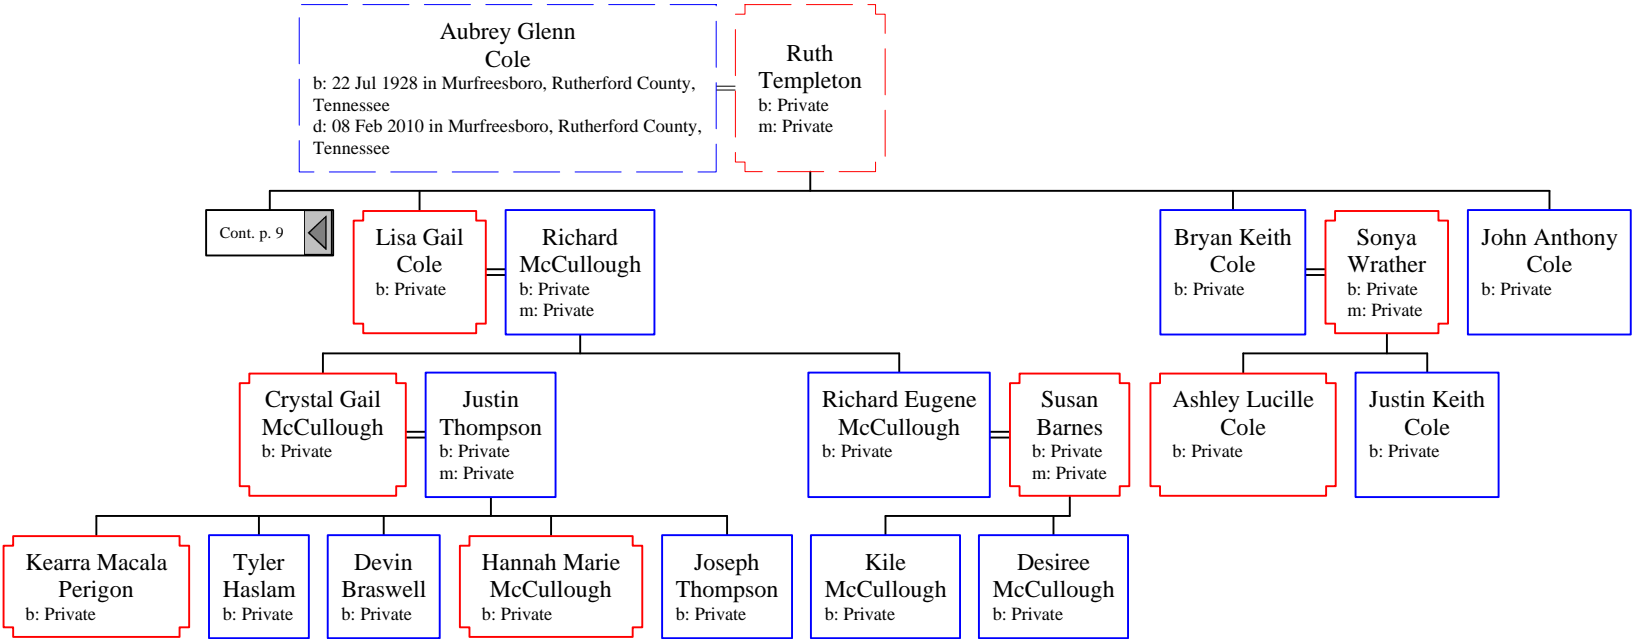 Aubrey Glenn
Cole
b: 22 Jul 1928 in Murfreesboro, Rutherford County,
Tennessee
d: 08 Feb 2010 in Murfreesboro, Rutherford County,
Tennessee
Ruth
Templeton
b: Private
m: Private
Cont. p. 9
Lisa Gail
Cole
b: Private
Richard
McCullough
b: Private
m: Private
Bryan Keith
Cole
b: Private
Sonya
Wrather
b: Private
m: Private
John Anthony
Cole
b: Private
Crystal Gail
McCullough
b: Private
Justin
Thompson
b: Private
m: Private
Richard Eugene
McCullough
b: Private
Susan
Barnes
b: Private
m: Private
Ashley Lucille
Cole
b: Private
Justin Keith
Cole
b: Private
Kearra Macala
Perigon
b: Private
Tyler
Haslam
b: Private
Devin
Braswell
b: Private
Hannah Marie
McCullough
b: Private
Joseph
Thompson
b: Private
Kile
McCullough
b: Private
Desiree
McCullough
b: Private